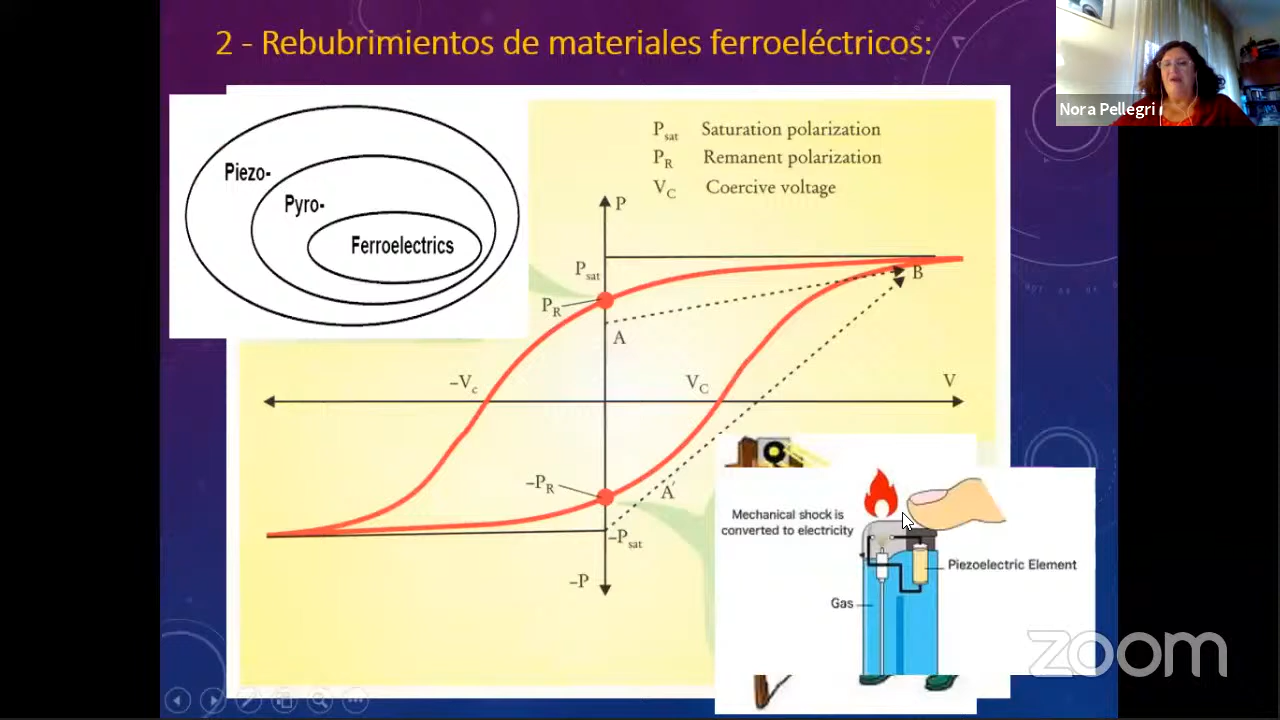 2 - Rebubrimientos de materiales ferroeléctricos:
Nora Pellegri
Piezo-
Pyro-
Ferroelectrics
Psat Saturation polarization
PR Remanent polarization
VC Coercive voltage
P
Psat
B
PR
A
–Vc
VC
V
–PR
A'
–Psat
–P
Mechanical shock is
converted to electricity
Piezoelectric Element
Gas
zoom